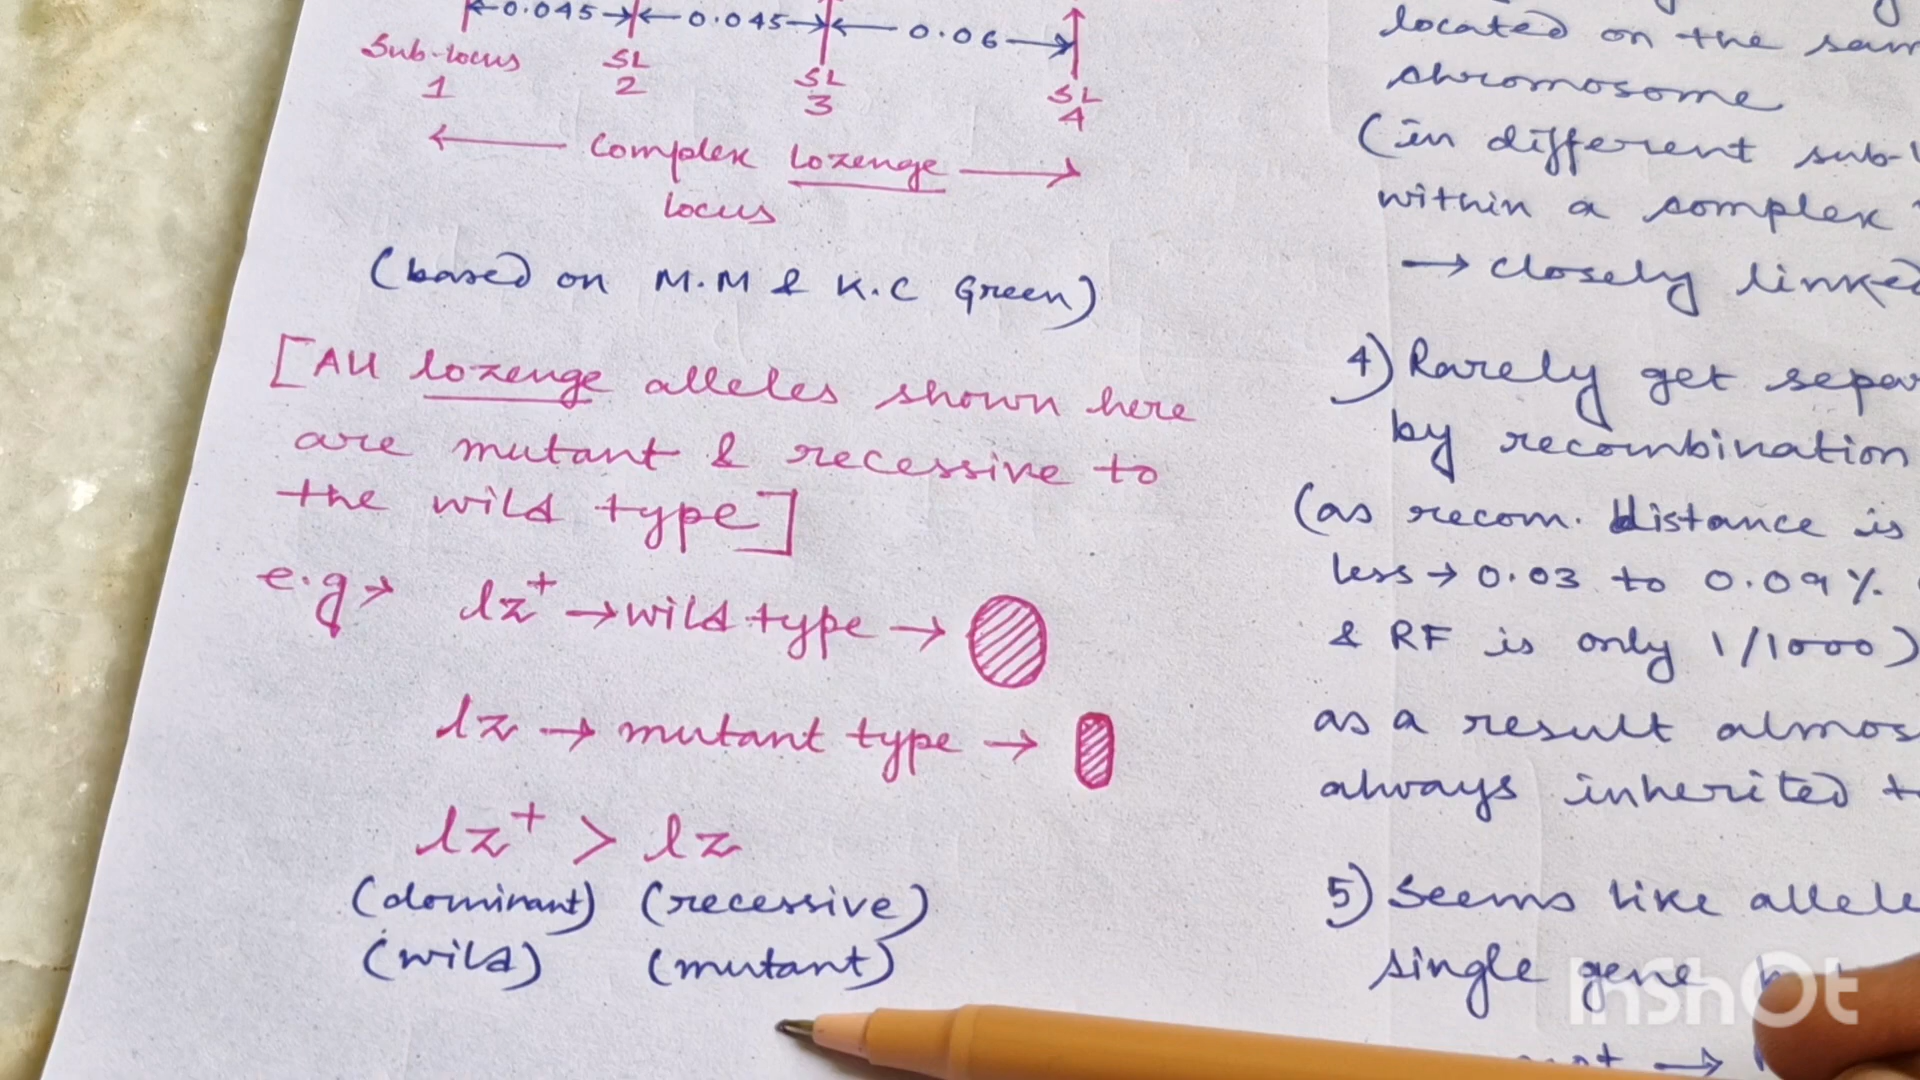 ←0.045→←0.045→←0.06→
Sub-locus 1
SL 2
SL 3
SL 4
← Complex lozenge →
locus
(based on M.M & K.C Green)
[All lozenge alleles shown here
are mutant & recessive to
the wild type]
e.g→ lz+ → wild type →
lz → mutant type →
lz+ > lz
(dominant) (recessive)
(wild) (mutant)
located on the
chromosome
(in different
within a complex
→ closely linked
4) Rarely get
by recombination
(as recom. distance is
less → 0.03 to 0.09%.
& RF is only 1/1000)
as a result
always inherited
5) Seems like
single gene
→
InShOt